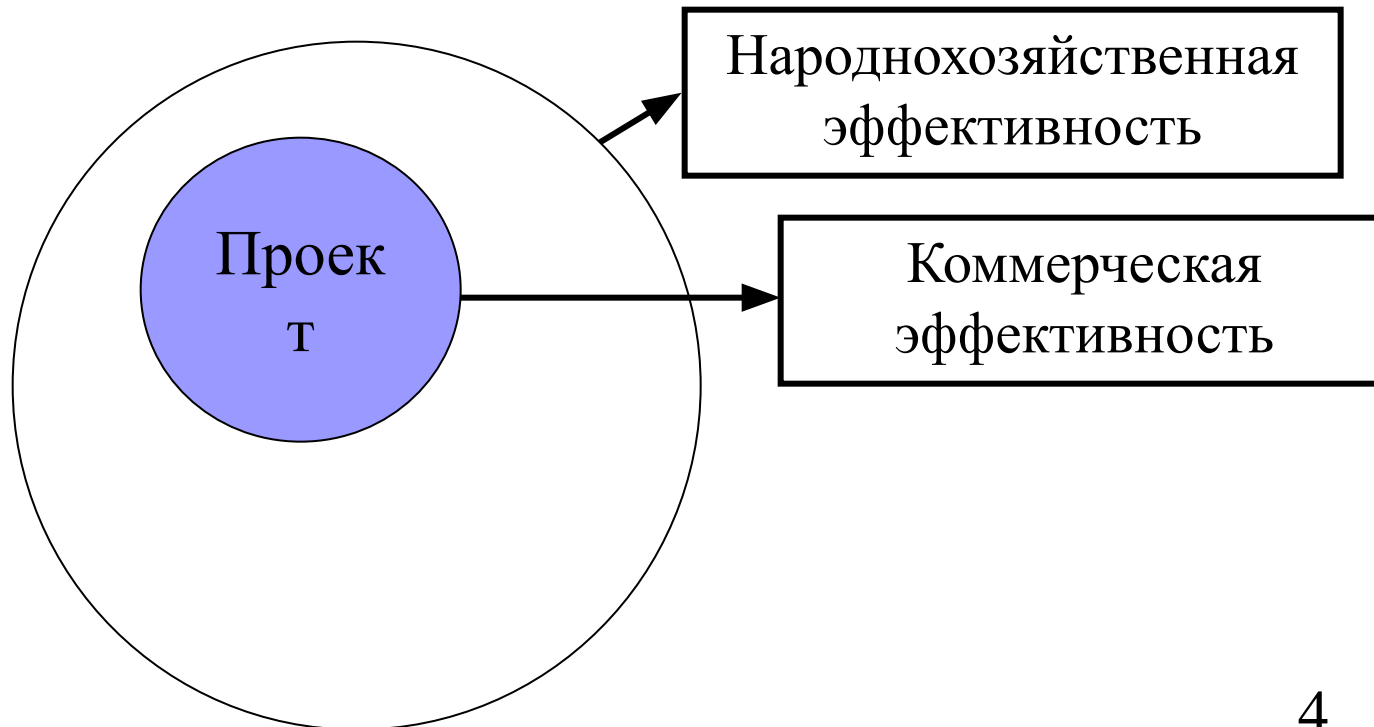 Народнохозяйственная
эффективность
Проек
т
Коммерческая
эффективность
4